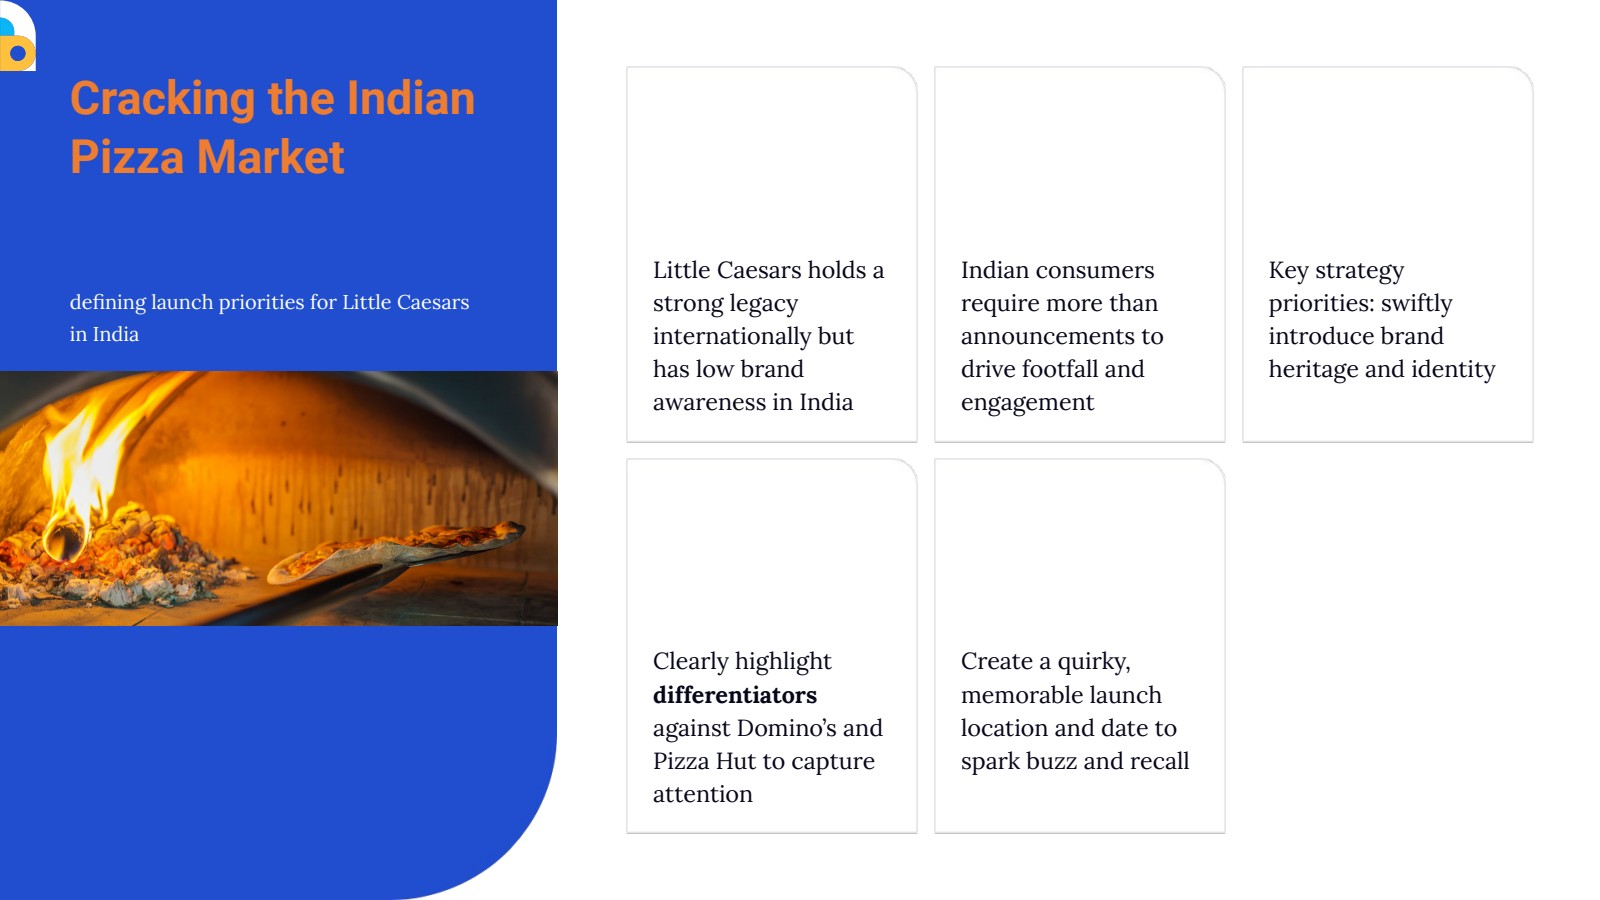 Cracking the Indian
Pizza Market
defining launch priorities for Little Caesars
in India
Little Caesars holds a
strong legacy
internationally but
has low brand
awareness in India
Indian consumers
require more than
announcements to
drive footfall and
engagement
Key strategy
priorities: swiftly
introduce brand
heritage and identity
Clearly highlight
differentiators
against Domino’s and
Pizza Hut to capture
attention
Create a quirky,
memorable launch
location and date to
spark buzz and recall